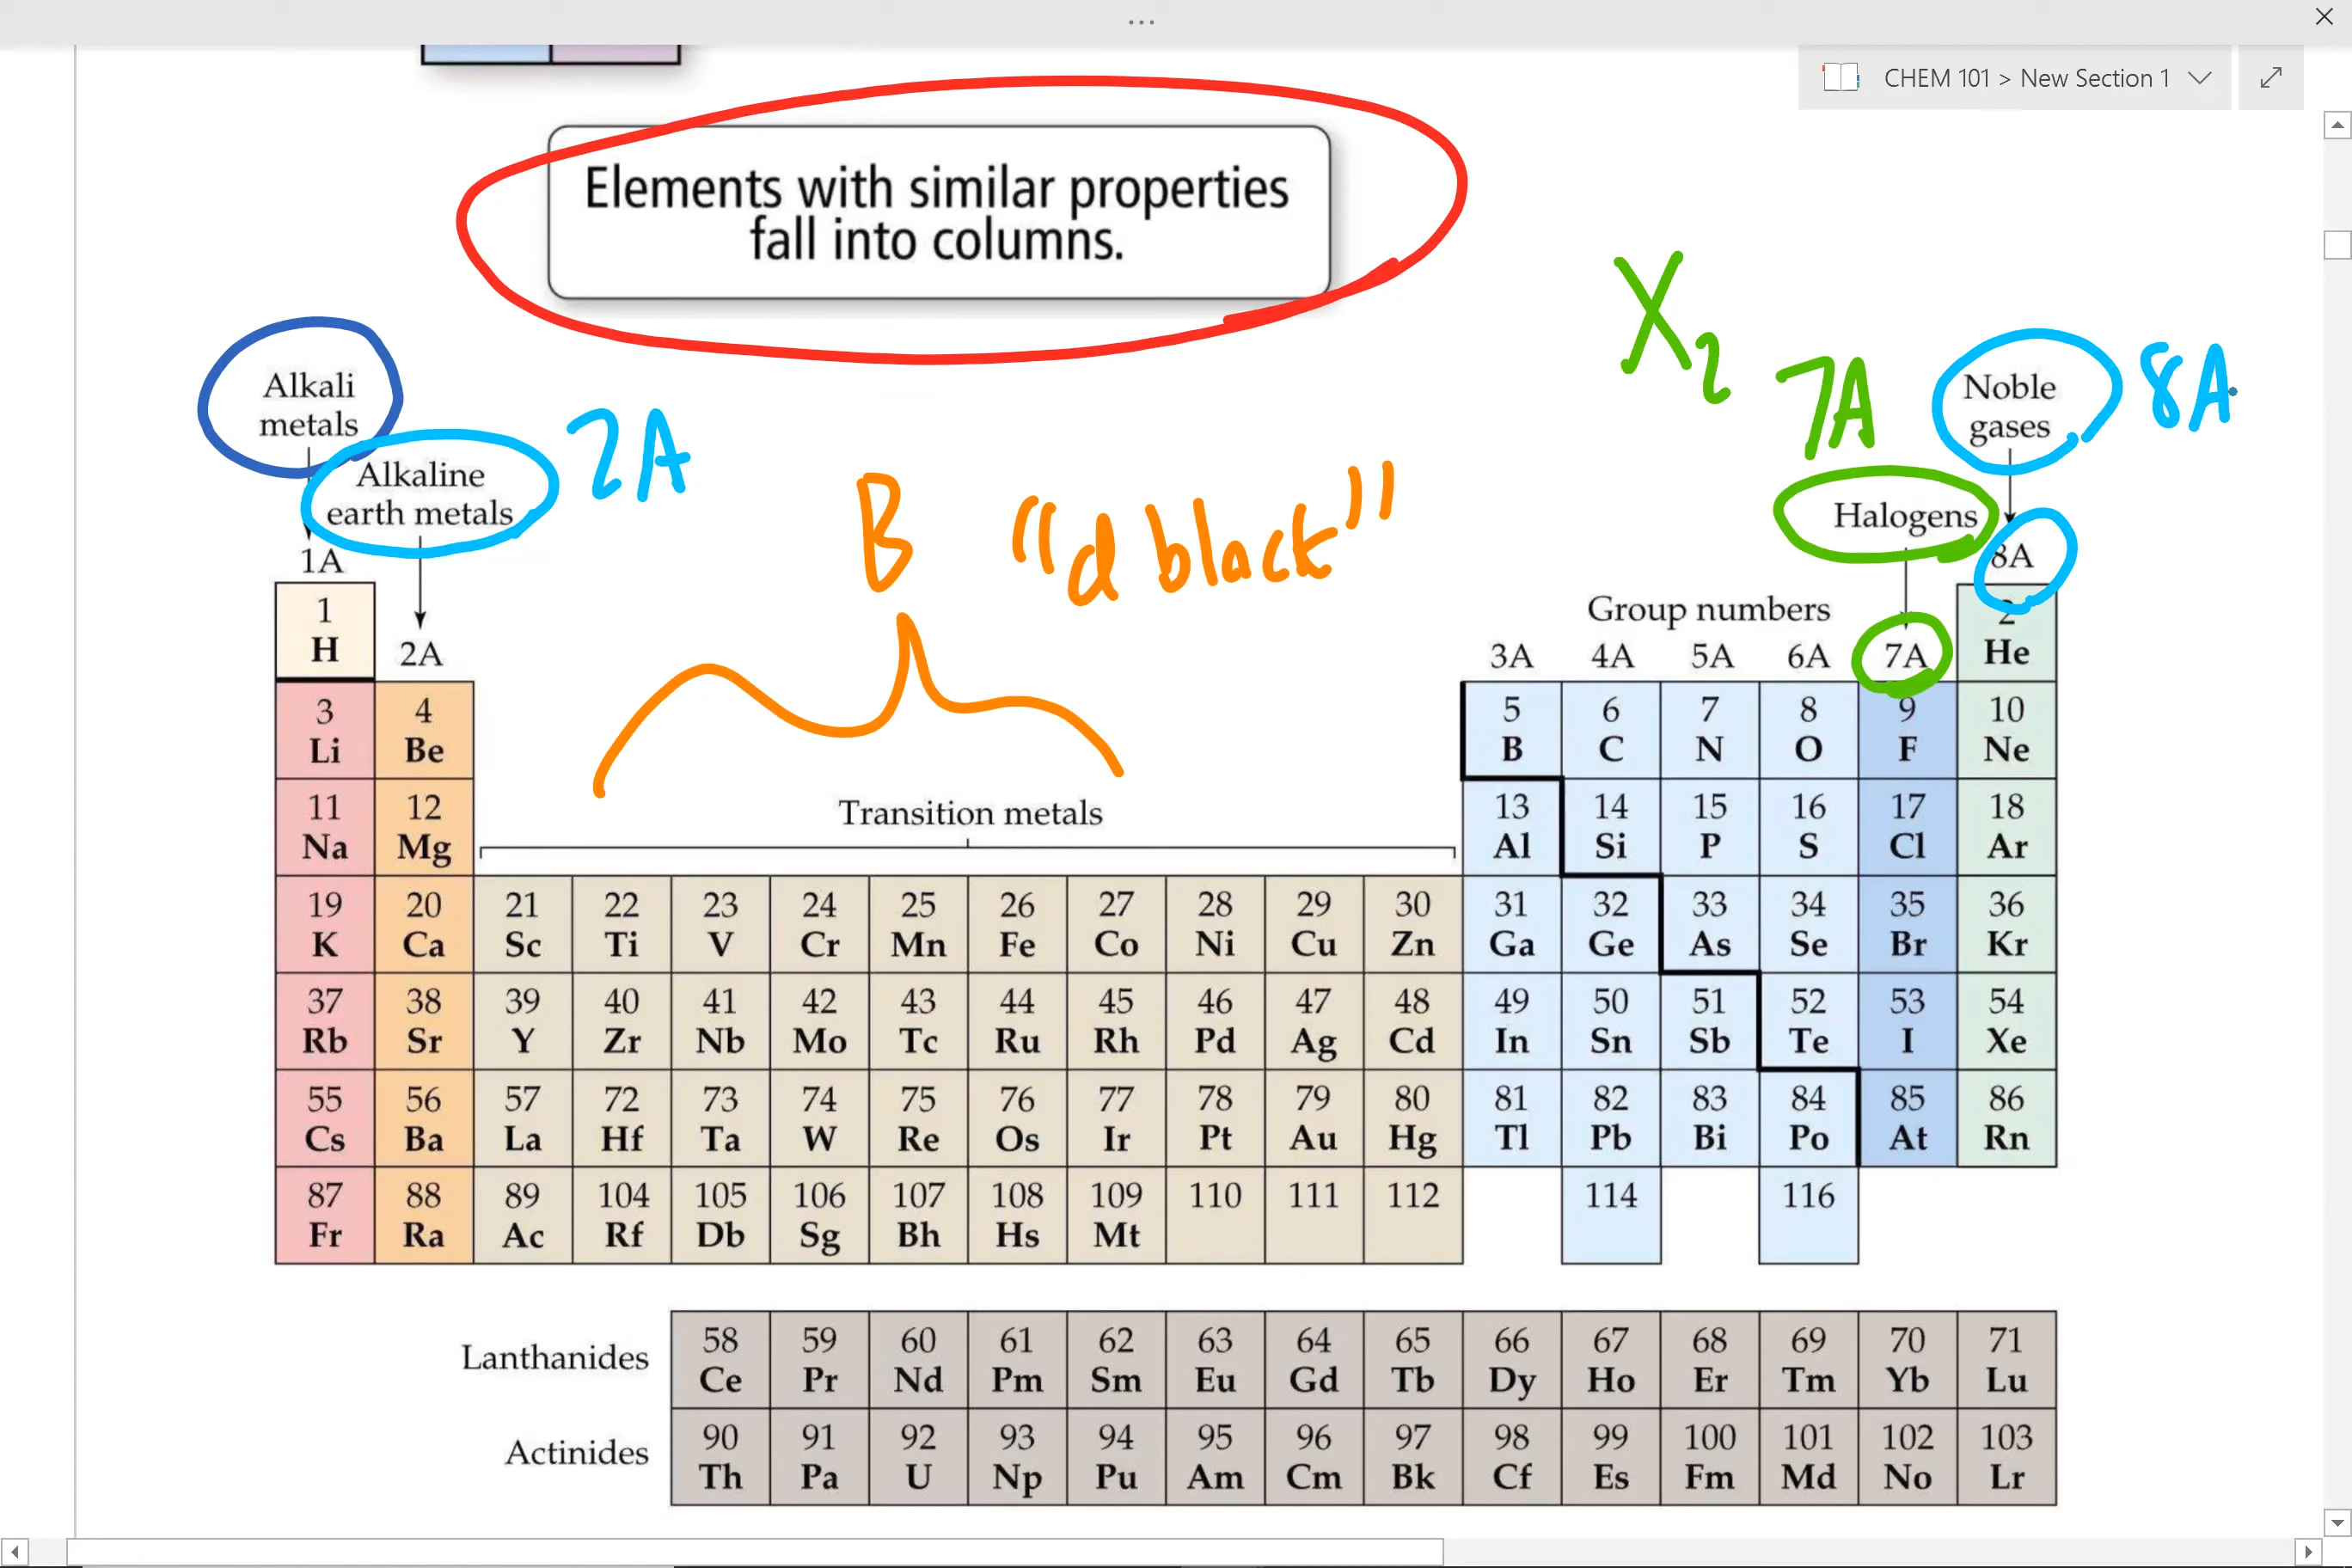 ...
CHEM 101 > New Section 1
Elements with similar properties
fall into columns.
X2
7A
8A
Alkali
metals
Noble
gases
2A
Alkaline
earth metals
B "d block"
Halogens
1A
8A
Group numbers
2A
3A 4A 5A 6A 7A
1 2
H He
3 4 5 6 7 8 9 10
Li Be B C N O F Ne
Transition metals
11 12 13 14 15 16 17 18
Na Mg Al Si P S Cl Ar
19 20 21 22 23 24 25 26 27 28 29 30 31 32 33 34 35 36
K Ca Sc Ti V Cr Mn Fe Co Ni Cu Zn Ga Ge As Se Br Kr
37 38 39 40 41 42 43 44 45 46 47 48 49 50 51 52 53 54
Rb Sr Y Zr Nb Mo Tc Ru Rh Pd Ag Cd In Sn Sb Te I Xe
55 56 57 72 73 74 75 76 77 78 79 80 81 82 83 84 85 86
Cs Ba La Hf Ta W Re Os Ir Pt Au Hg Tl Pb Bi Po At Rn
87 88 89 104 105 106 107 108 109 110 111 112 114 116
Fr Ra Ac Rf Db Sg Bh Hs Mt
Lanthanides
58 59 60 61 62 63 64 65 66 67 68 69 70 71
Ce Pr Nd Pm Sm Eu Gd Tb Dy Ho Er Tm Yb Lu
Actinides
90 91 92 93 94 95 96 97 98 99 100 101 102 103
Th Pa U Np Pu Am Cm Bk Cf Es Fm Md No Lr